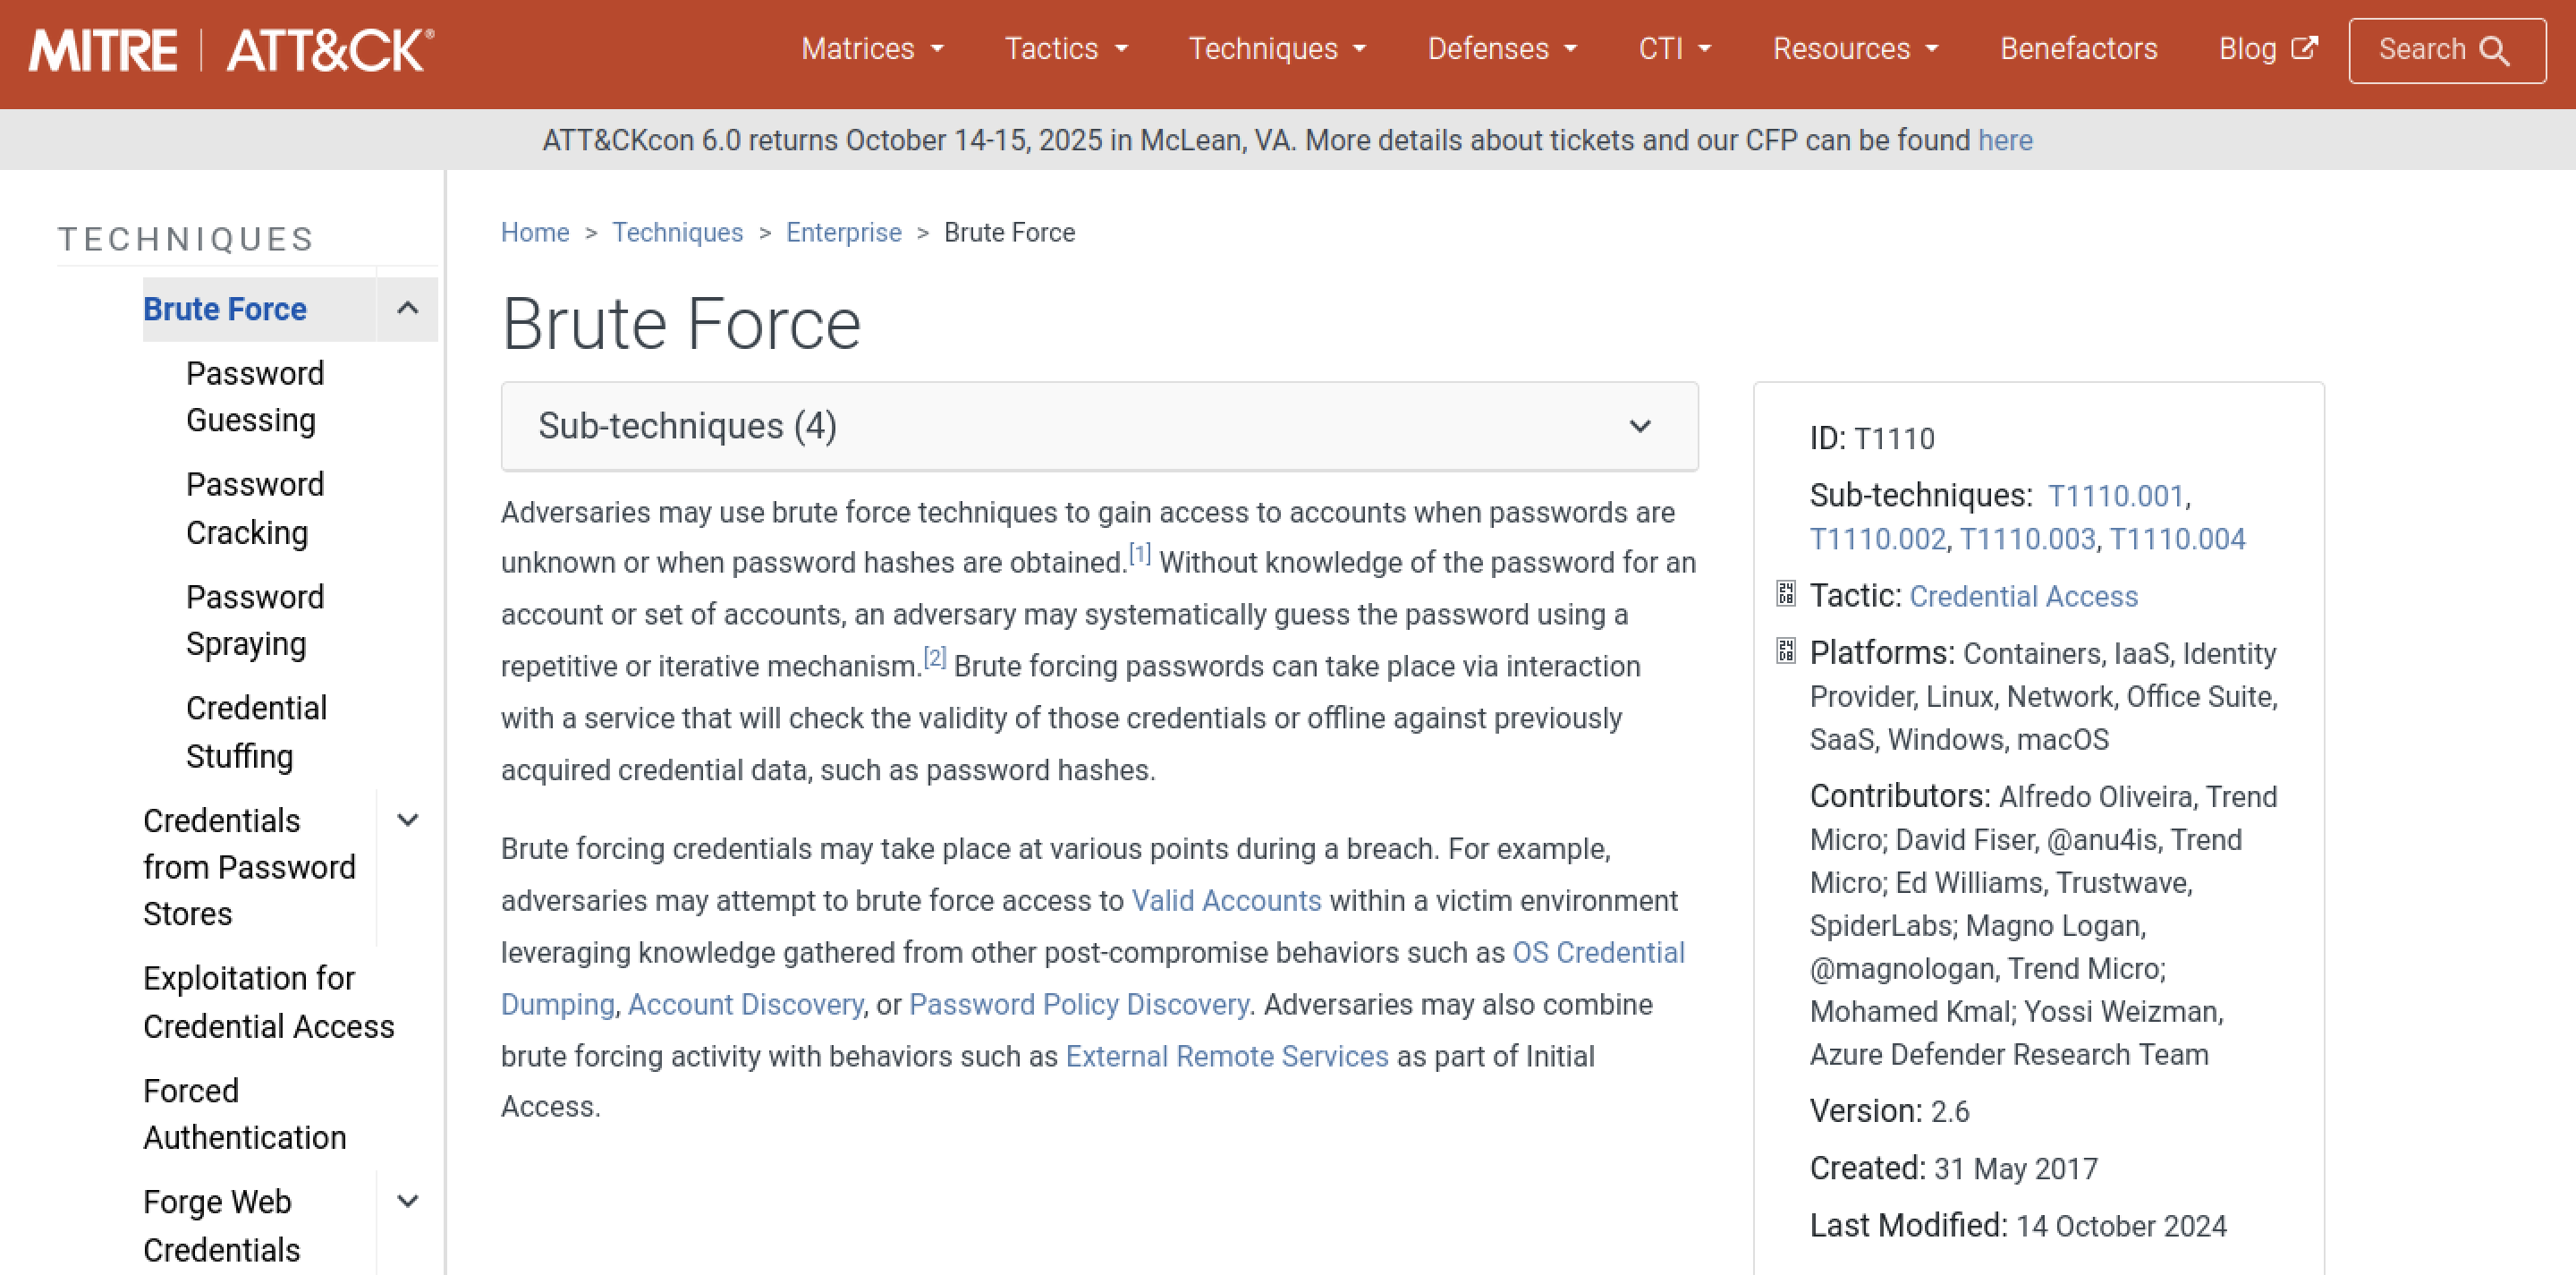 MITRE | ATT&CK®
Matrices
Tactics
Techniques
Defenses
CTI
Resources
Benefactors
Blog
Search
ATT&CKcon 6.0 returns October 14-15, 2025 in McLean, VA. More details about tickets and our CFP can be found here
TECHNIQUES
Brute Force
Password
Guessing
Password
Cracking
Password
Spraying
Credential
Stuffing
Credentials
from Password
Stores
Exploitation for
Credential Access
Forced
Authentication
Forge Web
Credentials
Home > Techniques > Enterprise > Brute Force
Brute Force
Sub-techniques (4)
Adversaries may use brute force techniques to gain access to accounts when passwords are
unknown or when password hashes are obtained.[1] Without knowledge of the password for an
account or set of accounts, an adversary may systematically guess the password using a
repetitive or iterative mechanism.[2] Brute forcing passwords can take place via interaction
with a service that will check the validity of those credentials or offline against previously
acquired credential data, such as password hashes.
Brute forcing credentials may take place at various points during a breach. For example,
adversaries may attempt to brute force access to Valid Accounts within a victim environment
leveraging knowledge gathered from other post-compromise behaviors such as OS Credential
Dumping, Account Discovery, or Password Policy Discovery. Adversaries may also combine
brute forcing activity with behaviors such as External Remote Services as part of Initial
Access.
ID: T1110
Sub-techniques: T1110.001,
T1110.002, T1110.003, T1110.004
Tactic: Credential Access
Platforms: Containers, IaaS, Identity
Provider, Linux, Network, Office Suite,
SaaS, Windows, macOS
Contributors: Alfredo Oliveira, Trend
Micro; David Fiser, @anu4is, Trend
Micro; Ed Williams, Trustwave,
SpiderLabs; Magno Logan,
@magnologan, Trend Micro;
Mohamed Kmal; Yossi Weizman,
Azure Defender Research Team
Version: 2.6
Created: 31 May 2017
Last Modified: 14 October 2024